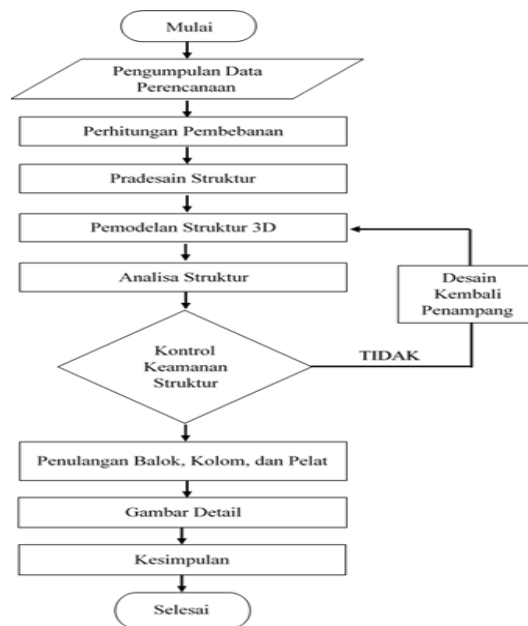 Mulai
Pengumpulan Data
Perencanaan
Perhitungan Pembebanan
Pradesain Struktur
Pemodelan Struktur 3D
Analisa Struktur
Desain
Kembali
Penampang
Kontrol
Keamanan
Struktur
TIDAK
Penulangan Balok, Kolom, dan Pelat
Gambar Detail
Kesimpulan
Selesai